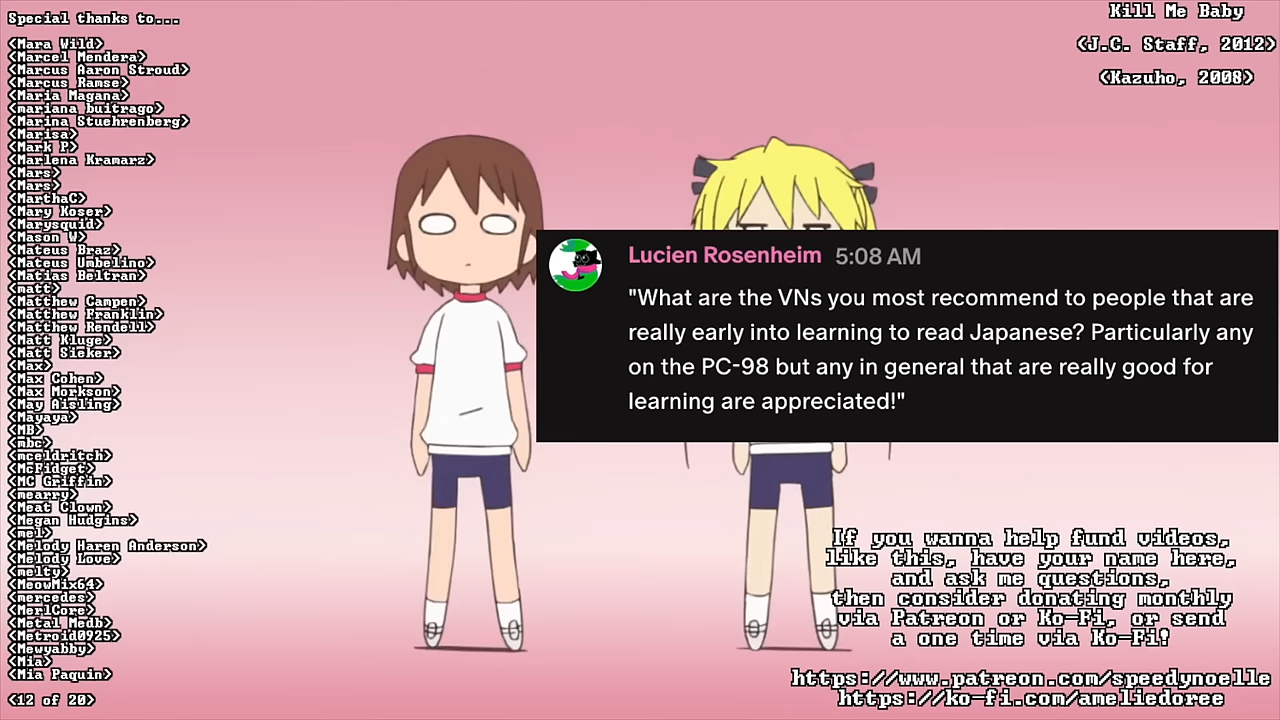 Special thanks to...
<Mara Wild>
<Marcel Mendera>
<Marcus Aaron Stroud>
<Marcus Ramse>
<Maria Magana>
<mariana buitrago>
<Marina Stuehrenberg>
<Marisa>
<Mark P>
<Marlena Kramarz>
<Mars>
<Mars>
<MarthaC>
<Mary Koser>
<Marysquid>
<Mason W>
<Mateus Braz>
<Mateus Umbelino>
<Matias Beltran>
<matt>
<Matthew Campen>
<Matthew Franklin>
<Matthew Rendell>
<Matt Kluge>
<Matt Sieker>
<Max>
<Max Cohen>
<Max Morkson>
<May Aisling>
<Mayaya>
<MB>
<mbc>
<mceldritch>
<McFidget>
<MC Griffin>
<mearry>
<Meat Clown>
<Megan Hudgins>
<mel>
<Melody Haren Anderson>
<Melody Love>
<melty>
<MeowMix64>
<mercedes>
<MerlCore>
<Metal Medb>
<Metroid0925>
<Mewyabby>
<Mia>
<Mia Paquin>
<12 of 20>
Kill Me Baby
<J.C. Staff, 2012>
<Kazuho, 2008>
Lucien Rosenheim 5:08 AM
"What are the VNs you most recommend to people that are
really early into learning to read Japanese? Particularly any
on the PC-98 but any in general that are really good for
learning are appreciated!"
If you wanna help fund videos,
like this, have your name here,
and ask me questions,
then consider donating monthly
via Patreon or Ko-Fi, or send
a one time via Ko-Fi!
https://www.patreon.com/speedynoelle
https://ko-fi.com/ameliedoree